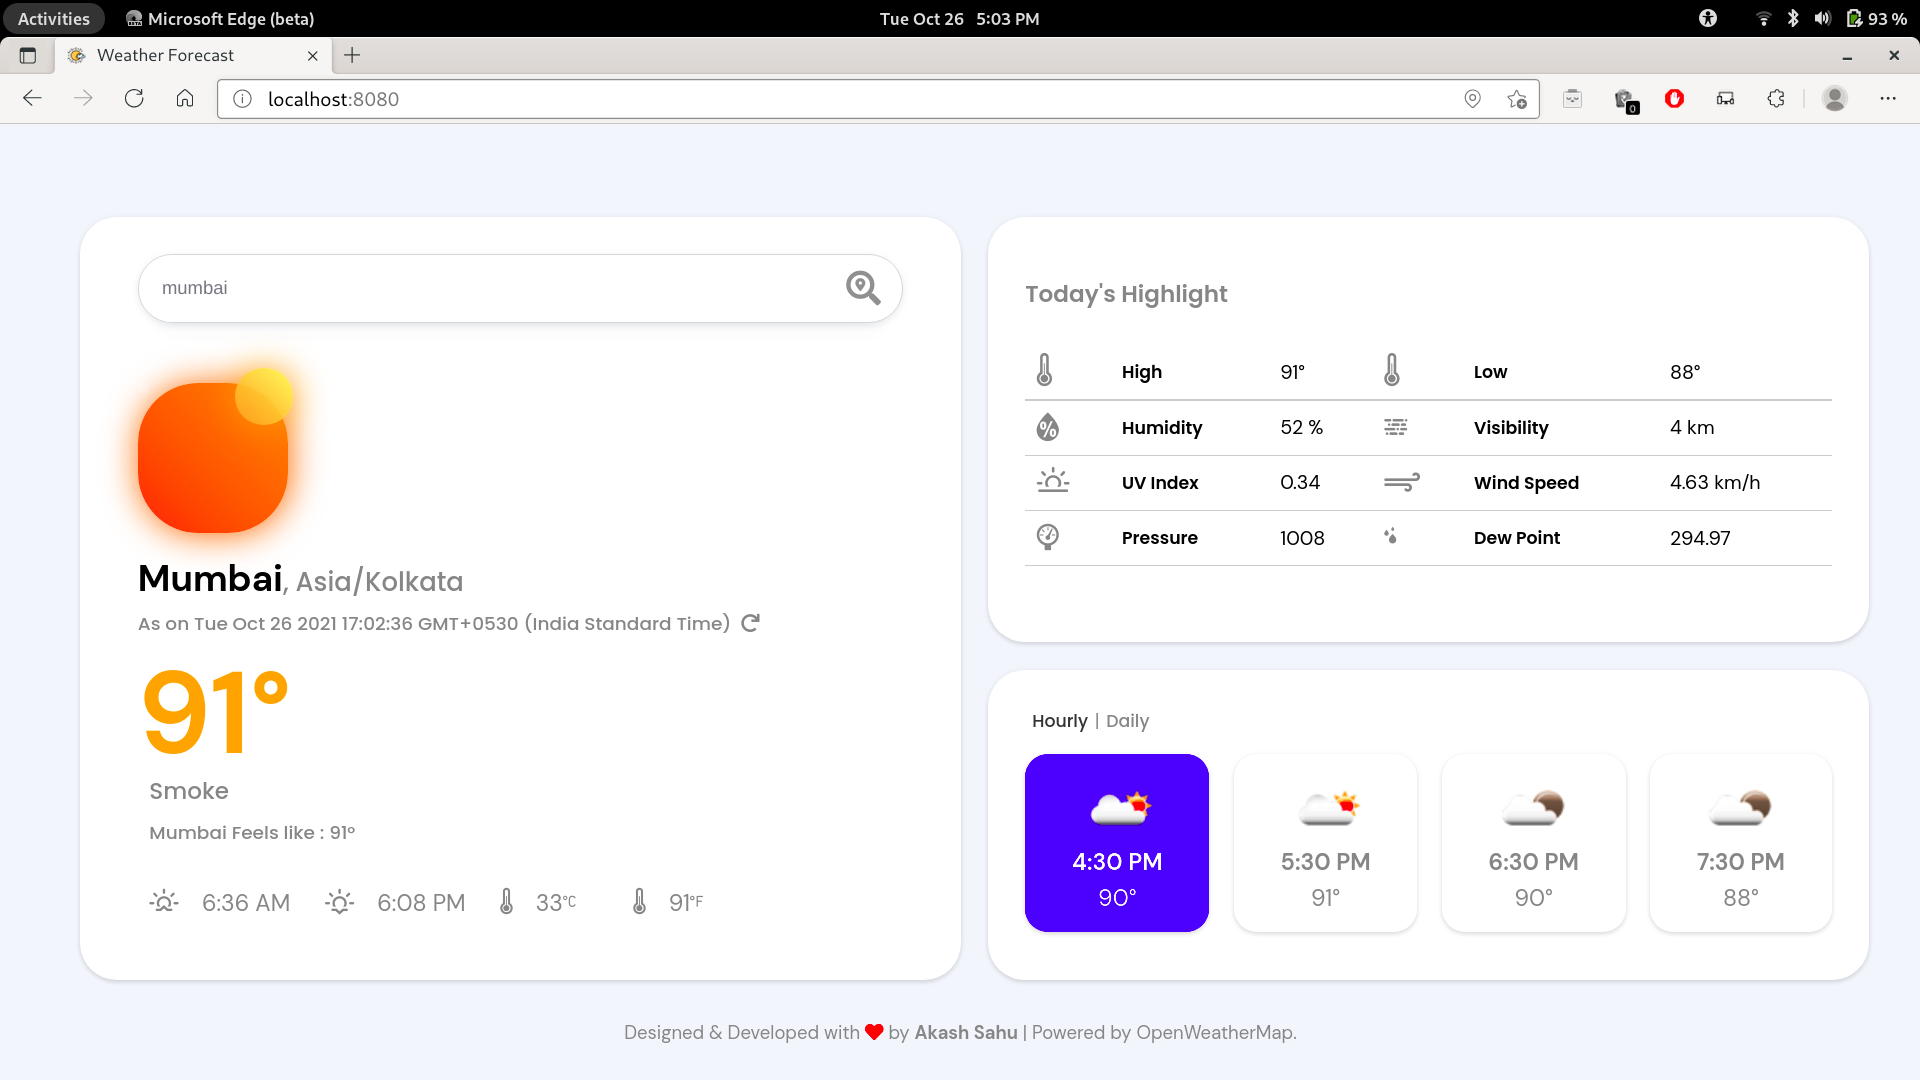 Activities Microsoft Edge (beta) Tue Oct 26 5:03 PM 93 %
Weather Forecast
localhost:8080
0
mumbai
Mumbai, Asia/Kolkata
As on Tue Oct 26 2021 17:02:36 GMT+0530 (India Standard Time)
91°
Smoke
Mumbai Feels like : 91°
6:36 AM 6:08 PM 33°C 91°F
Today's Highlight
High 91° Low 88°
% Humidity 52 % Visibility 4 km
UV Index 0.34 Wind Speed 4.63 km/h
Pressure 1008 Dew Point 294.97
Hourly | Daily
4:30 PM 5:30 PM 6:30 PM 7:30 PM
90° 91° 90° 88°
Designed & Developed with ❤ by Akash Sahu | Powered by OpenWeatherMap.